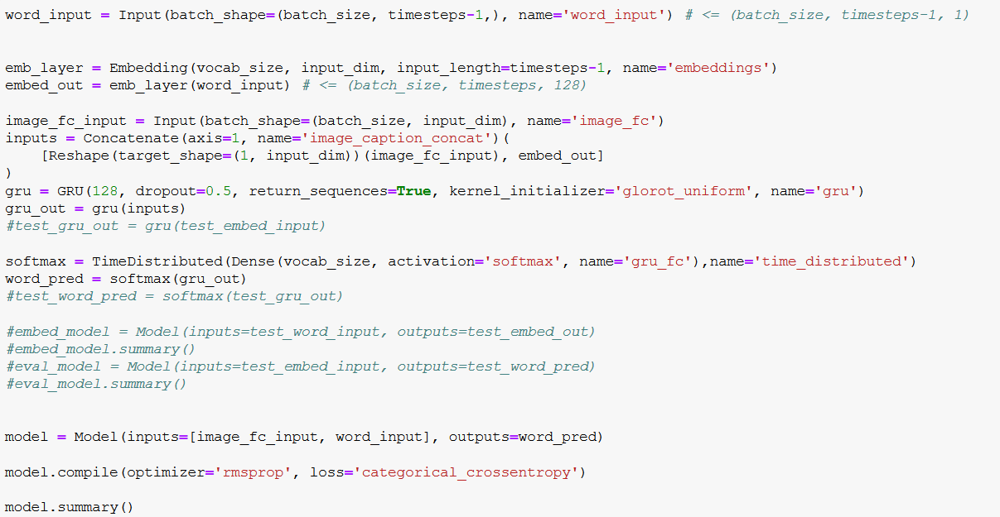 word_input = Input(batch_shape=(batch_size, timesteps-1,), name='word_input') # <= (batch_size, timesteps-1, 1)
emb_layer = Embedding(vocab_size, input_dim, input_length=timesteps-1, name='embeddings')
embed_out = emb_layer(word_input) # <= (batch_size, timesteps, 128)
image_fc_input = Input(batch_shape=(batch_size, input_dim), name='image_fc')
inputs = Concatenate(axis=1, name='image_caption_concat')(
    [Reshape(target_shape=(1, input_dim))(image_fc_input), embed_out]
)
gru = GRU(128, dropout=0.5, return_sequences=True, kernel_initializer='glorot_uniform', name='gru')
gru_out = gru(inputs)
#test_gru_out = gru(test_embed_input)
softmax = TimeDistributed(Dense(vocab_size, activation='softmax', name='gru_fc'),name='time_distributed')
word_pred = softmax(gru_out)
#test_word_pred = softmax(test_gru_out)
#embed_model = Model(inputs=test_word_input, outputs=test_embed_out)
#embed_model.summary()
#eval_model = Model(inputs=test_embed_input, outputs=test_word_pred)
#eval_model.summary()
model = Model(inputs=[image_fc_input, word_input], outputs=word_pred)
model.compile(optimizer='rmsprop', loss='categorical_crossentropy')
model.summary()